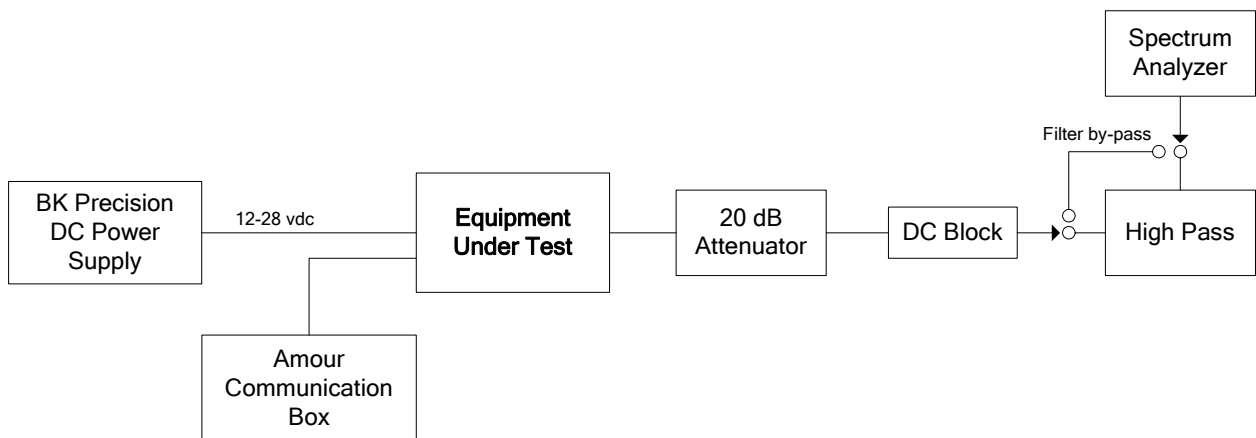 Spectrum
Analyzer
Filter by-pass
BK Precision
DC Power
Supply
12-28 vdc
Equipment
Under Test
20 dB
Attenuator
DC Block
High Pass
Amour
Communication
Box